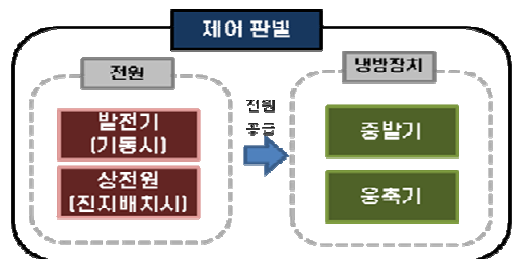 제어 판넬
전원
냉방장치
발전기
(기동시)
전원
공급
증발기
상전원
(진지배치시)
응축기